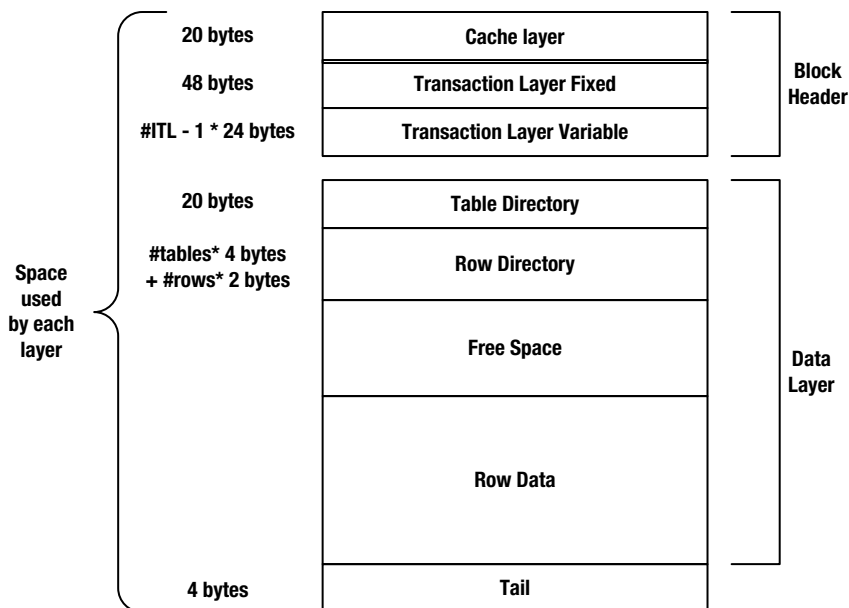 20 bytes
Cache layer
48 bytes
Transaction Layer Fixed
#ITL - 1 * 24 bytes
Transaction Layer Variable
Block
Header
20 bytes
Table Directory
#tables* 4 bytes
+ #rows* 2 bytes
Row Directory
Space
used
by each
layer
Free Space
Data
Layer
Row Data
4 bytes
Tail